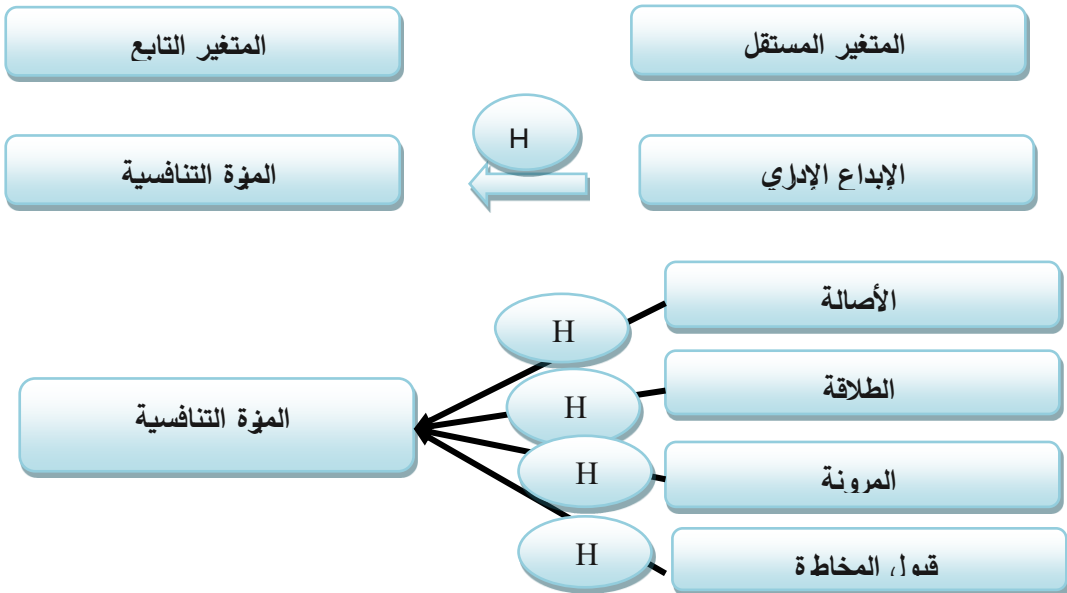 المتغير المستقل
المتغير التابع
الإبداع الإداري
H
الميزة التنافسية
الأصالة
H
الطلاقة
H
الميزة التنافسية
المرونة
H
قبول المخاطرة
H